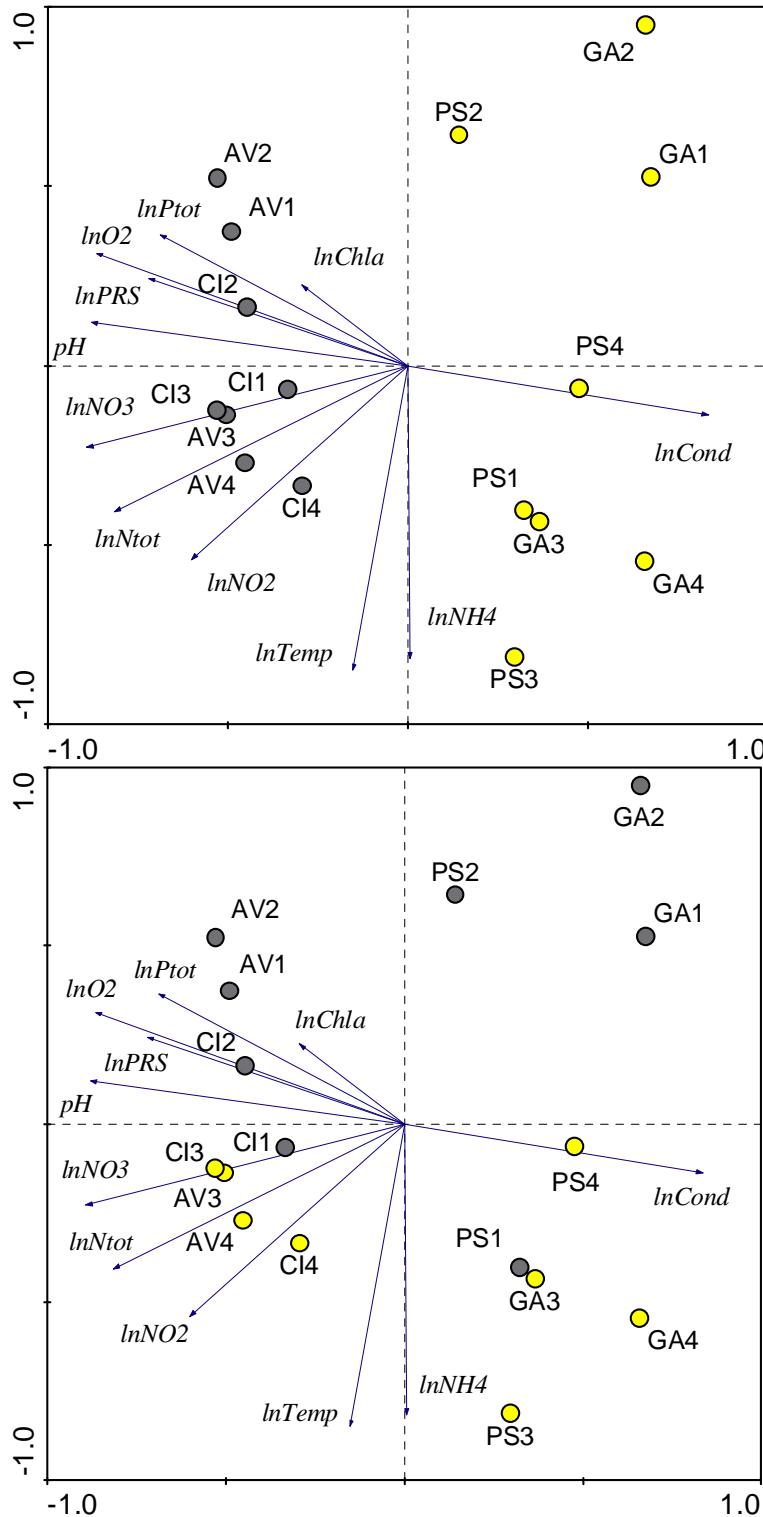 1.0
GA2
PS2
GA1
AV2
lnPtot
AV1
lnO2
lnChla
CI2
lnPRS
pH
PS4
CI3
CI1
lnNO3
AV3
lnCond
AV4
PS1
CI4
GA3
lnNtot
lnNO2
GA4
lnNH4
lnTemp
PS3
-1.0
-1.0
1.0
1.0
GA2
PS2
AV2
GA1
lnPtot
AV1
lnO2
lnChla
CI2
lnPRS
pH
CI3
CI1
lnNO3
AV3
PS4
lnCond
lnNtot
AV4
PS1
CI4
GA3
lnNO2
GA4
lnNH4
lnTemp
PS3
-1.0
-1.0
1.0